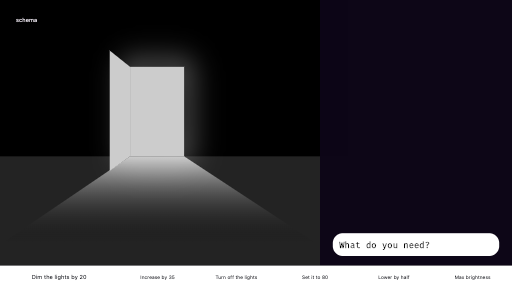 schema
What do you need?
Dim the lights by 20
Increase by 35
Turn off the lights
Set it to 80
Lower by half
Max brightness